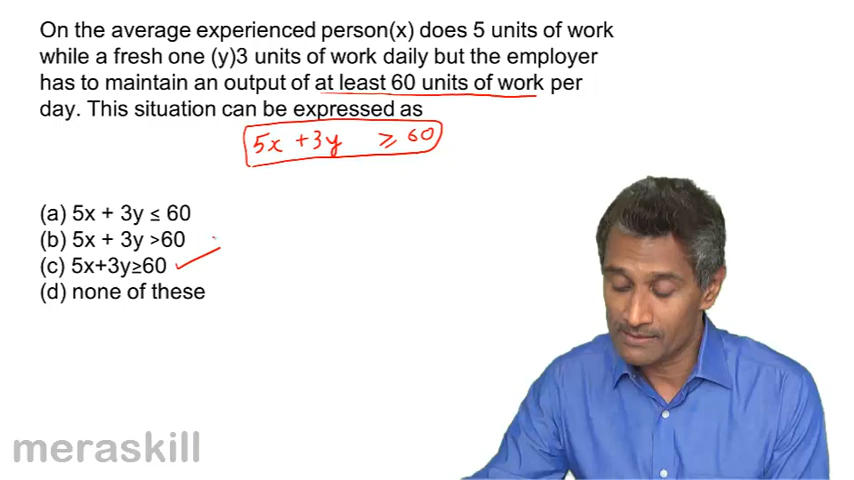 On the average experienced person(x) does 5 units of work
while a fresh one (y)3 units of work daily but the employer
has to maintain an output of at least 60 units of work per
day. This situation can be expressed as
5x +3y ≥ 60
(a) 5x + 3y ≤ 60
(b) 5x + 3y >60
(c) 5x+3y≥60
(d) none of these
meraskill